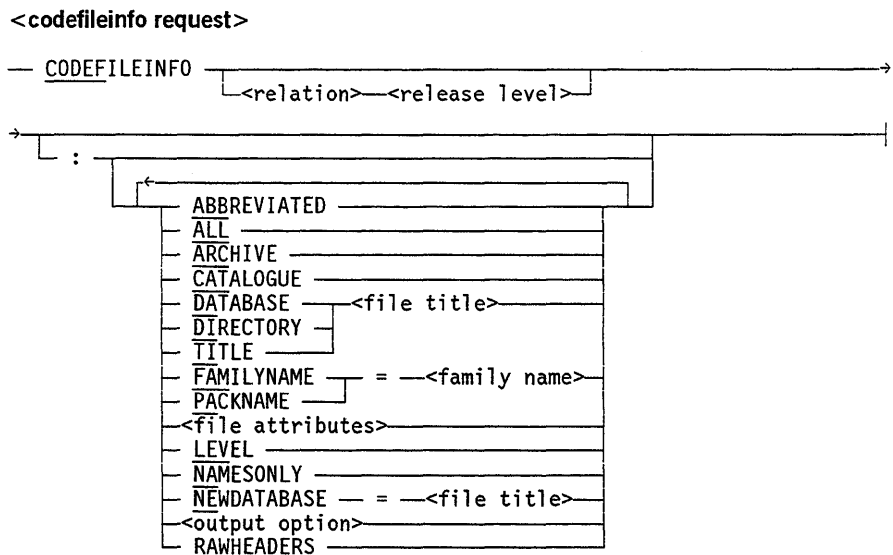 <codefileinfo request>
CODEFILEINFO
<relation> <release level>
:
ABBREVIATED
ALL
ARCHIVE
CATALOGUE
DATABASE <file title>
DIRECTORY
TITLE
FAMILYNAME = <family name>
PACKNAME
<file attributes>
LEVEL
NAMESONLY
NEWDATABASE = <file title>
<output option>
RAWHEADERS